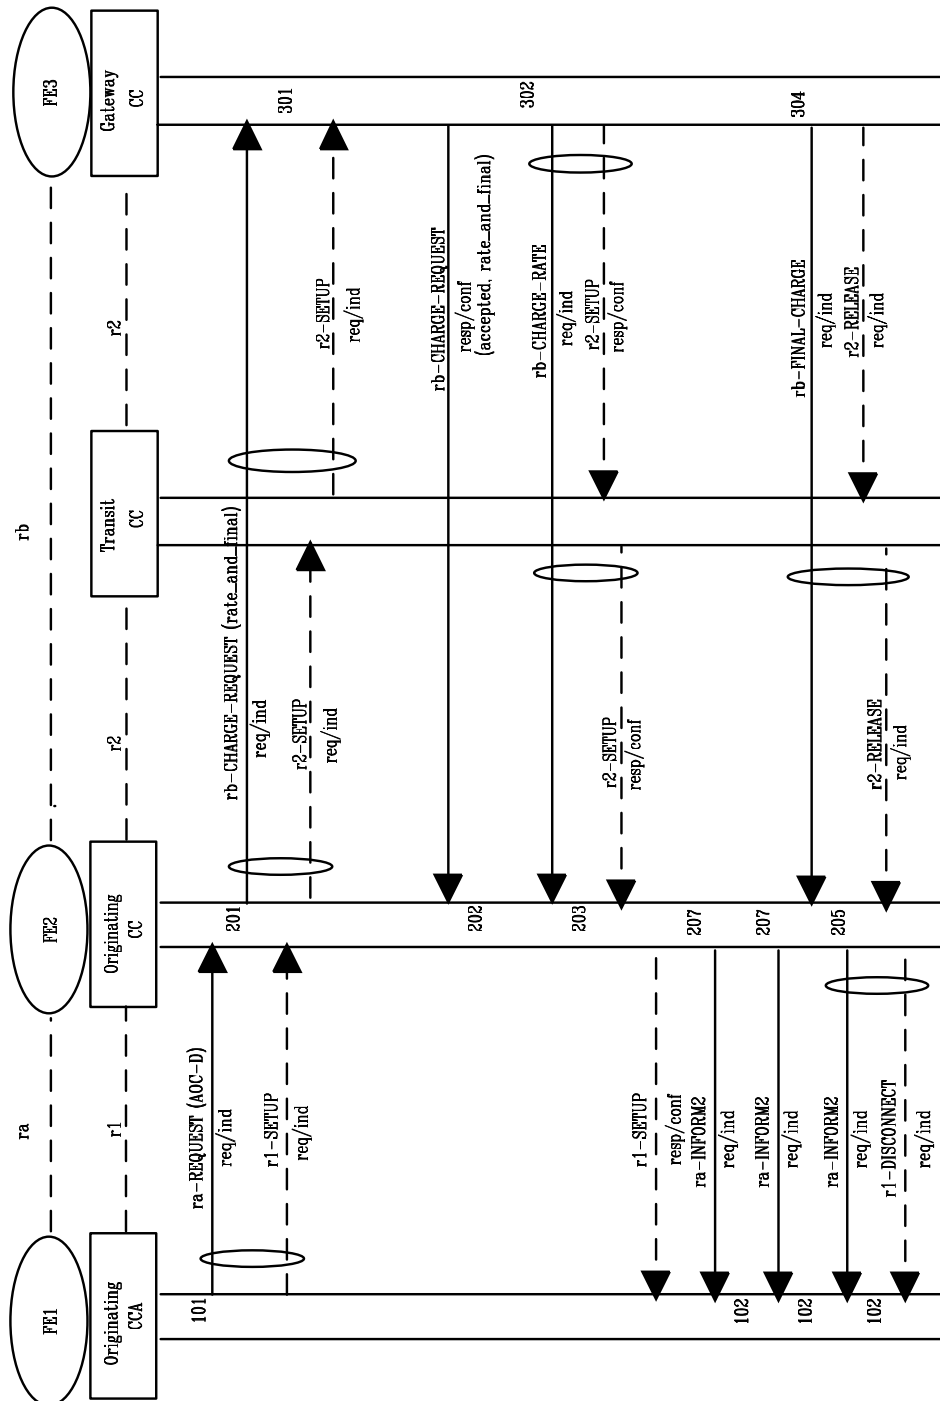 FE1
ra
FE2
rb
FE3
Originating
CCA
r1
Originating
CC
r2
Transit
CC
r2
Gateway
CC
101
ra-REQUEST (AOC-D)
req/ind
r1-SETUP
req/ind
201
rb-CHARGE-REQUEST (rate_and_final)
req/ind
r2-SETUP
req/ind
r2-SETUP
req/ind
301
rb-CHARGE-REQUEST
resp/conf
(accepted, rate_and_final)
202
rb-CHARGE-RATE
req/ind
302
r2-SETUP
resp/conf
203
r2-SETUP
resp/conf
r1-SETUP
resp/conf
207
ra-INFORM2
req/ind
102
207
ra-INFORM2
req/ind
102
304
rb-FINAL-CHARGE
req/ind
r2-RELEASE
req/ind
r2-RELEASE
req/ind
205
ra-INFORM2
req/ind
102
r1-DISCONNECT
req/ind